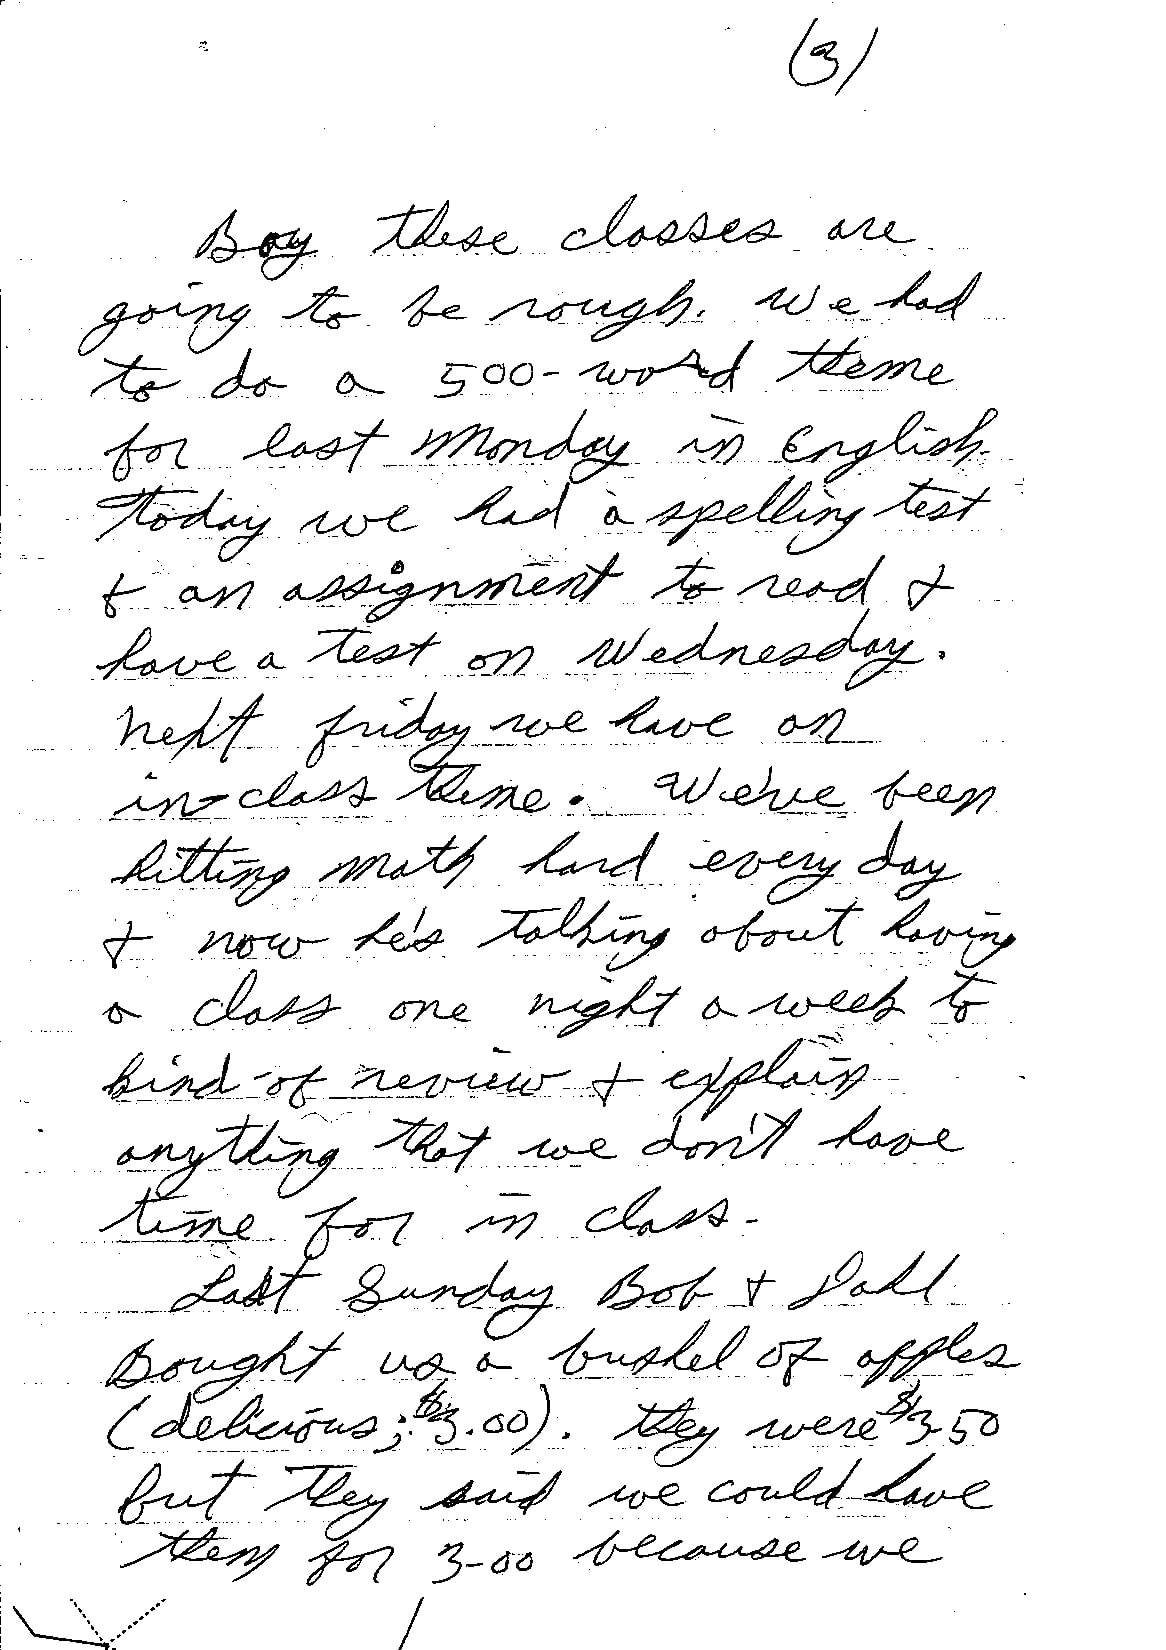 (3)
Boy these classes are
going to be rough. We had
to do a 500-word theme
for last Monday in English.
Today we had a spelling test
& an assignment to read &
have a test on Wednesday.
Next friday we have an
in-class theme. We've been
hitting math hard every day
& now he's talking about having
a class one night a week to
kind-of review & explain
anything that we don't have
time for in class.
Last Sunday Bob &
Bought us a bushel of apples
(delicious; $3.00). They were $3.50
but they said we could have
them for 3.00 because we